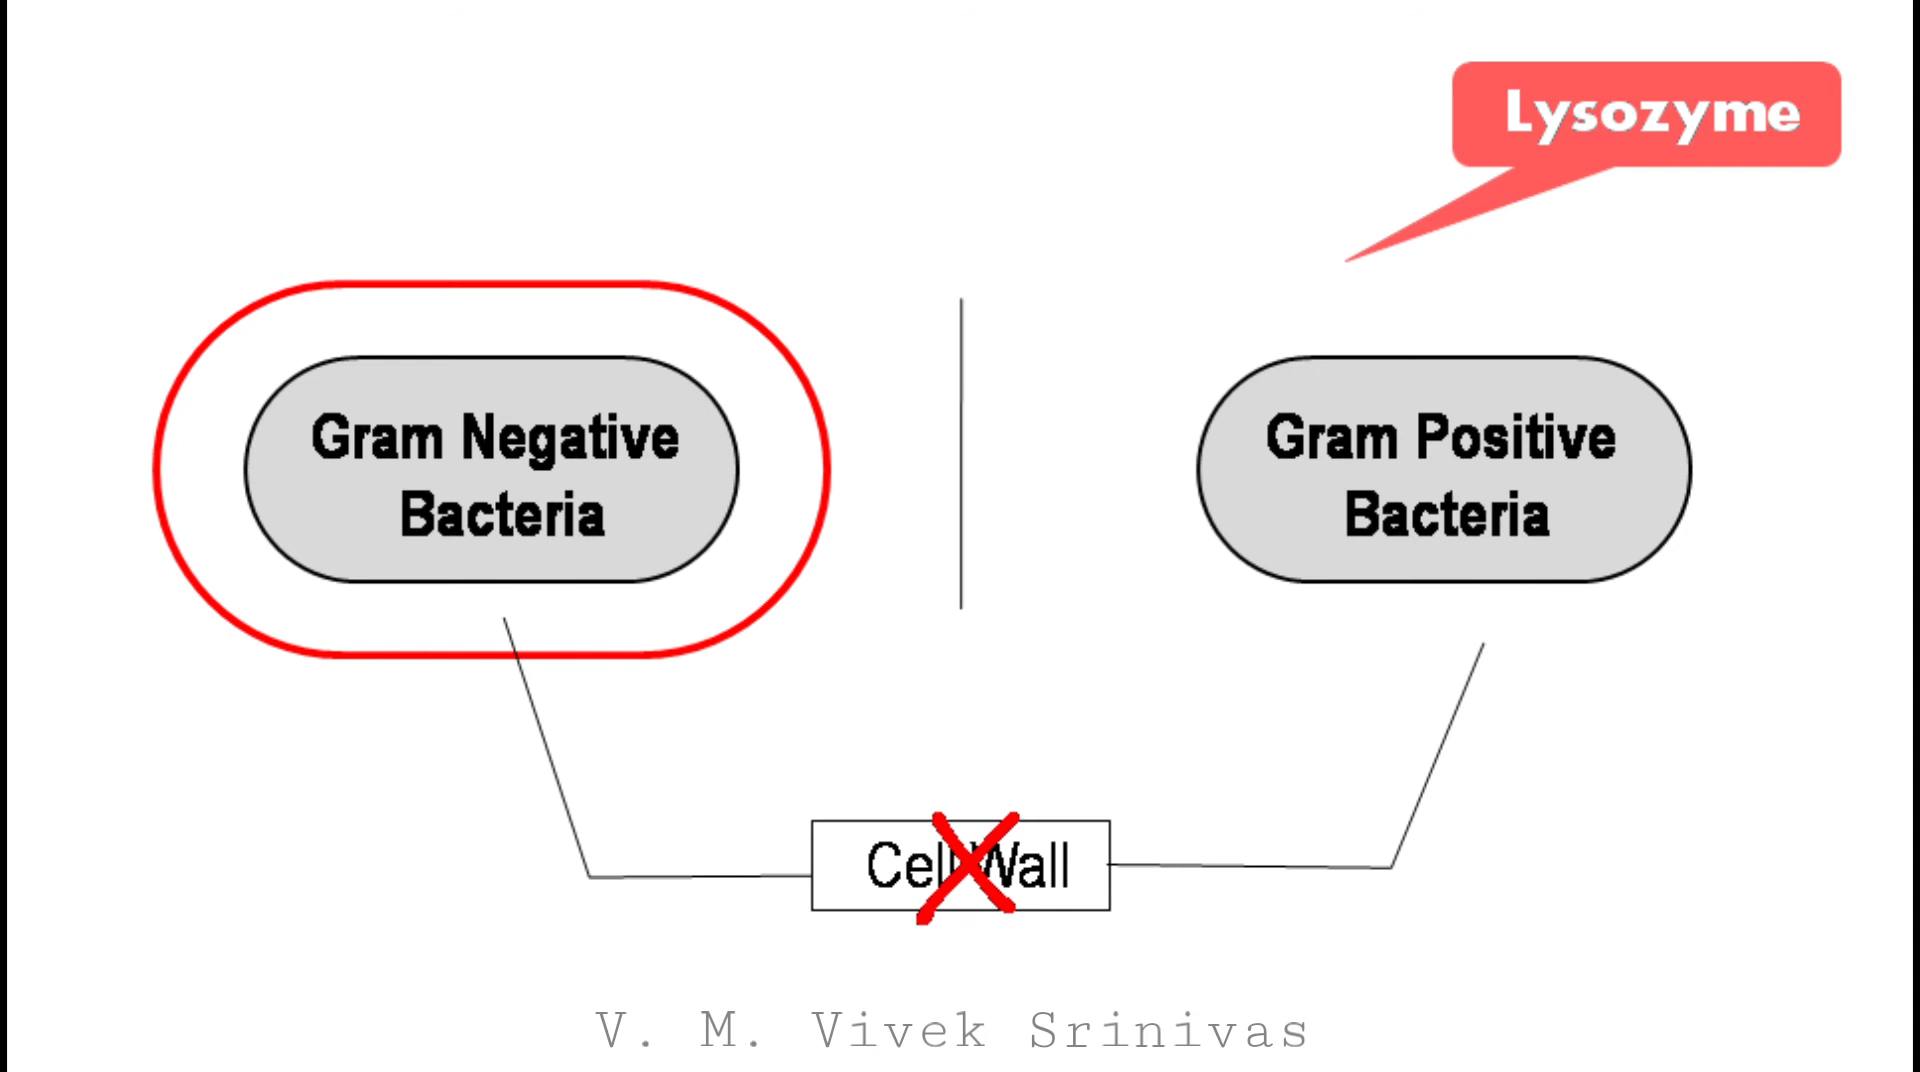 Lysozyme
Gram Negative
Bacteria
Gram Positive
Bacteria
Cell Wall
V. M. Vivek Srinivas